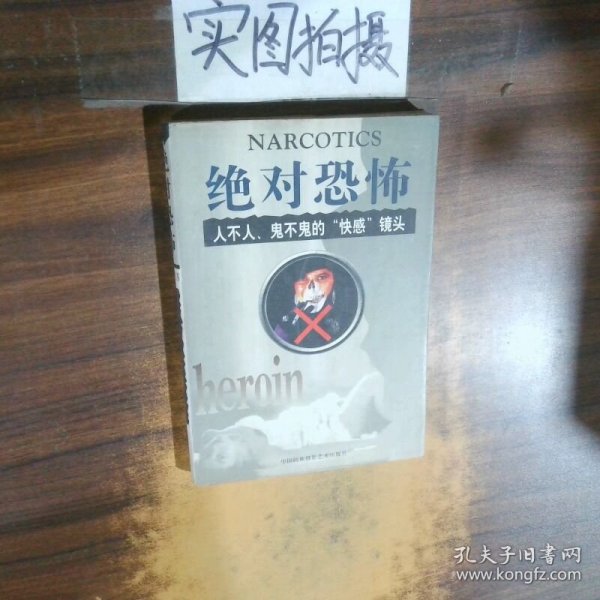 实图拍摄
NARCOTICS
绝对恐怖
人不人、鬼不鬼的“快感”镜头
heroin
孔夫子旧书网
www.kongfz.com